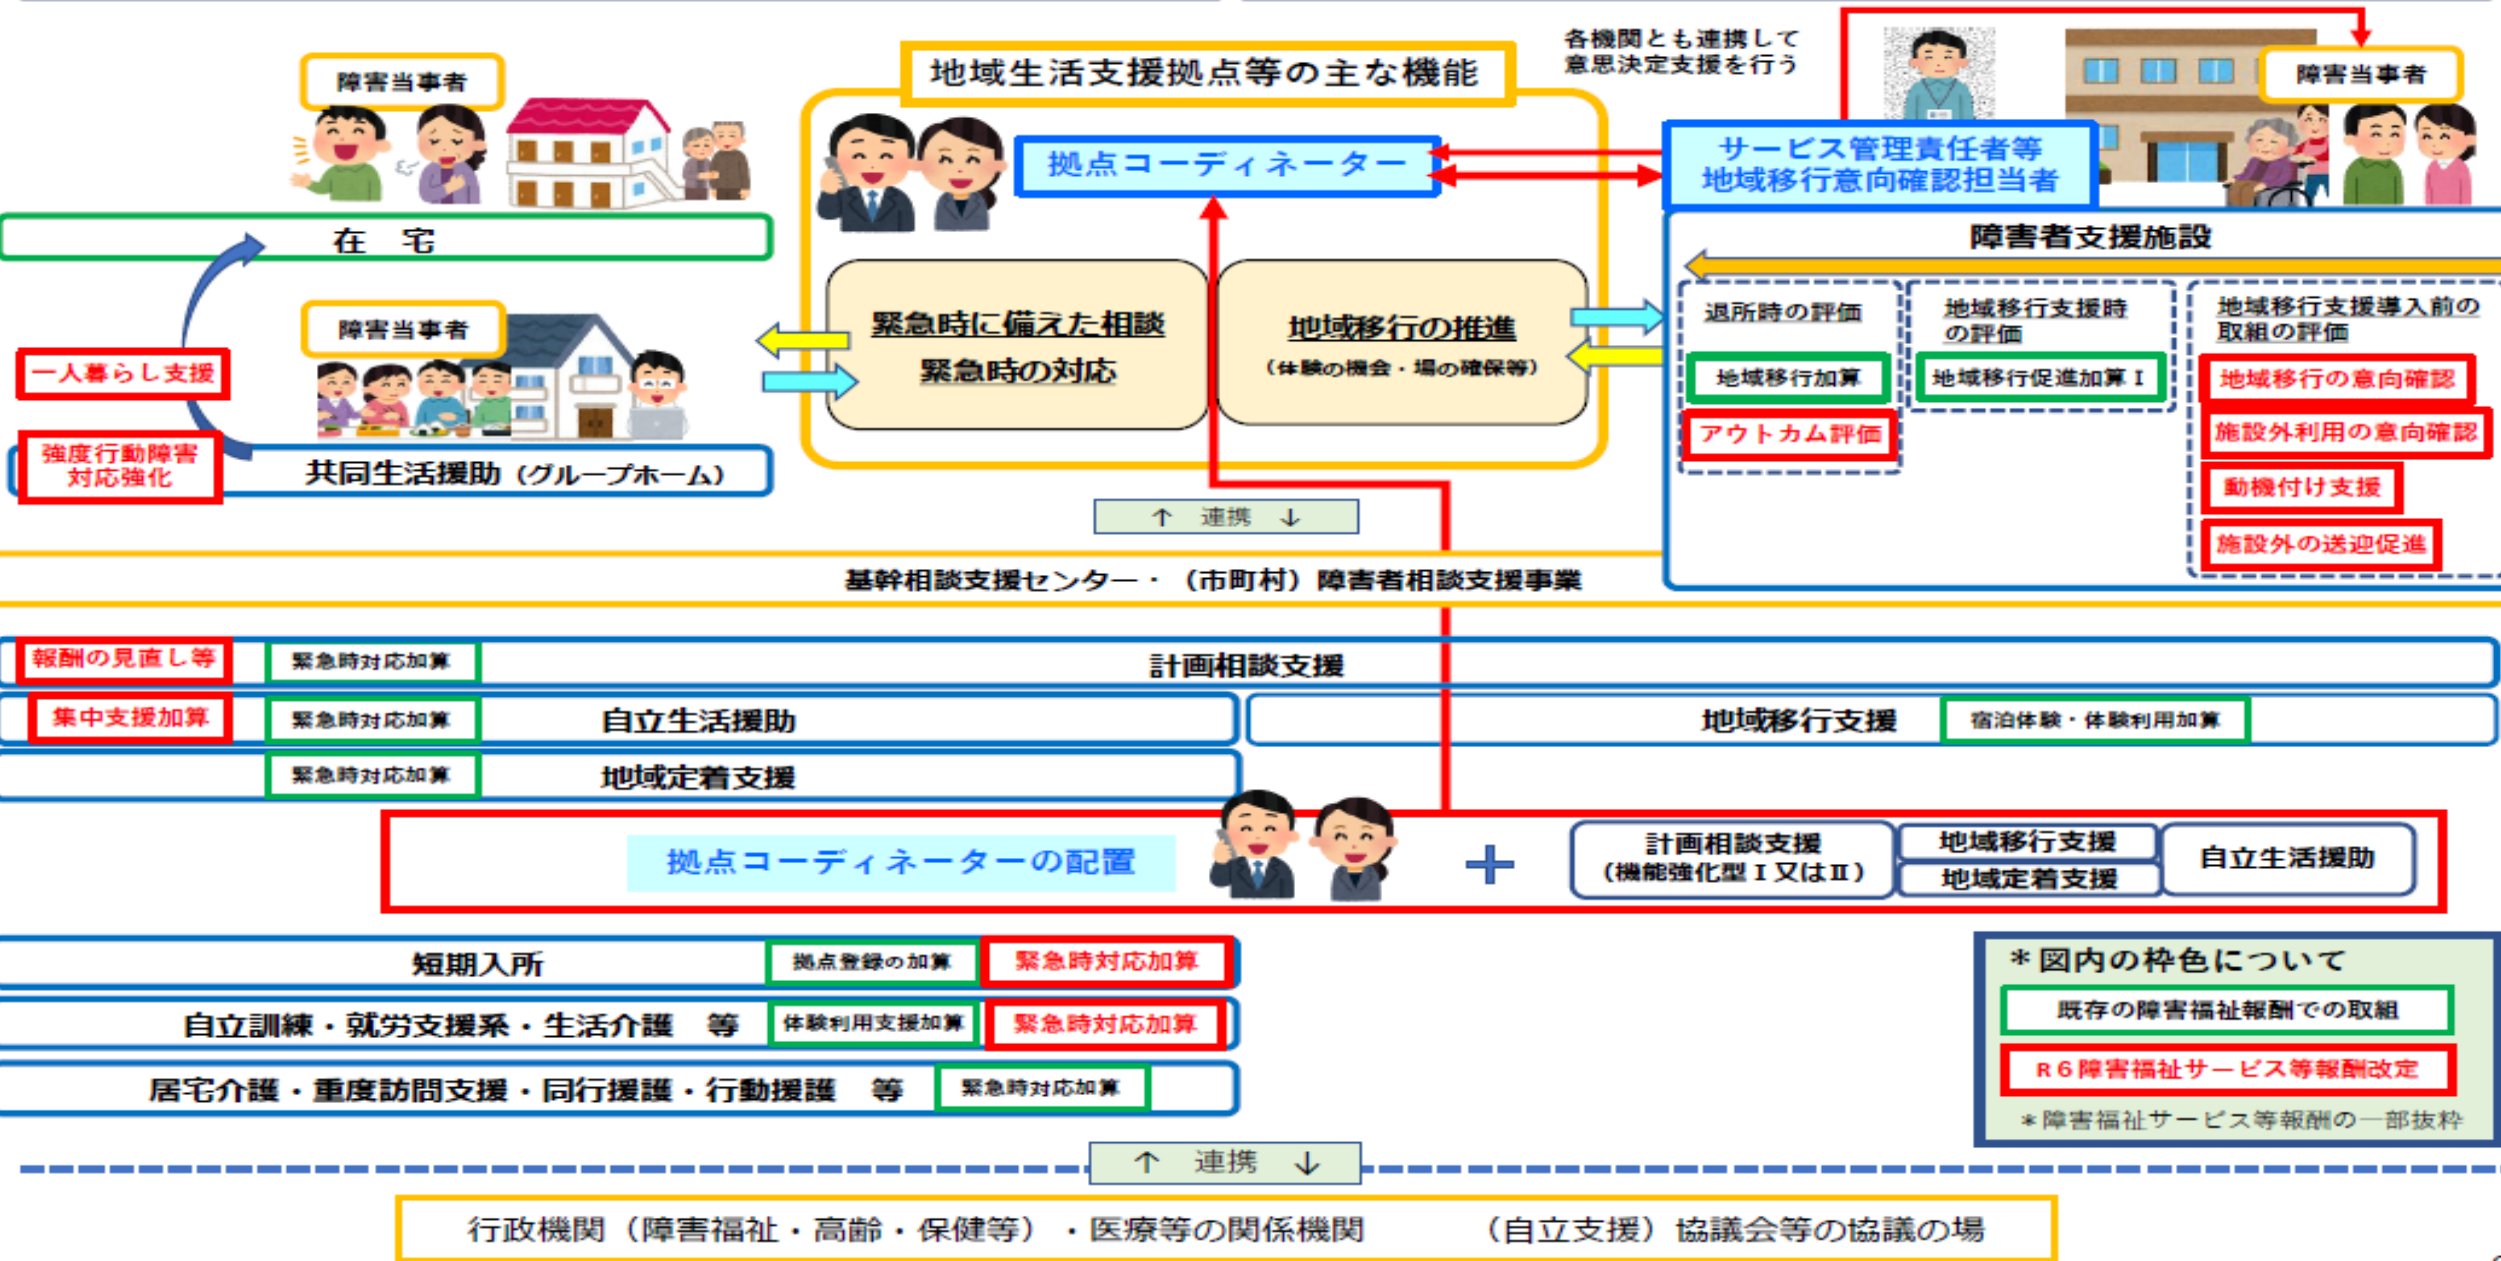 地域生活支援拠点等の主な機能
各機関とも連携して
意思決定支援を行う
障害当事者
障害当事者
拠点コーディネーター
サービス管理責任者等
地域移行意向確認担当者
在　宅
障害者支援施設
障害当事者
一人暮らし支援
強度行動障害
対応強化
共同生活援助（グループホーム）
緊急時に備えた相談
緊急時の対応
地域移行の推進
（体験の機会・場の確保等）
退所時の評価
地域移行加算
アウトカム評価
地域移行支援時
の評価
地域移行促進加算Ⅰ
地域移行支援導入前の
取組の評価
地域移行の意向確認
施設外利用の意向確認
動機付け支援
施設外の送迎促進
↑　連携　↓
基幹相談支援センター・（市町村）障害者相談支援事業
報酬の見直し等
緊急時対応加算
計画相談支援
集中支援加算
緊急時対応加算
自立生活援助
地域移行支援
宿泊体験・体験利用加算
緊急時対応加算
地域定着支援
拠点コーディネーターの配置
＋
計画相談支援
（機能強化型Ⅰ又はⅡ）
地域移行支援
地域定着支援
自立生活援助
短期入所
拠点登録の加算
緊急時対応加算
自立訓練・就労支援系・生活介護　等
体験利用支援加算
緊急時対応加算
居宅介護・重度訪問支援・同行援護・行動援護　等
緊急時対応加算
＊図内の枠色について
既存の障害福祉報酬での取組
R6障害福祉サービス等報酬改定
＊障害福祉サービス等報酬の一部抜粋
↑　連携　↓
行政機関（障害福祉・高齢・保健等）・医療等の関係機関　　　（自立支援）協議会等の協議の場